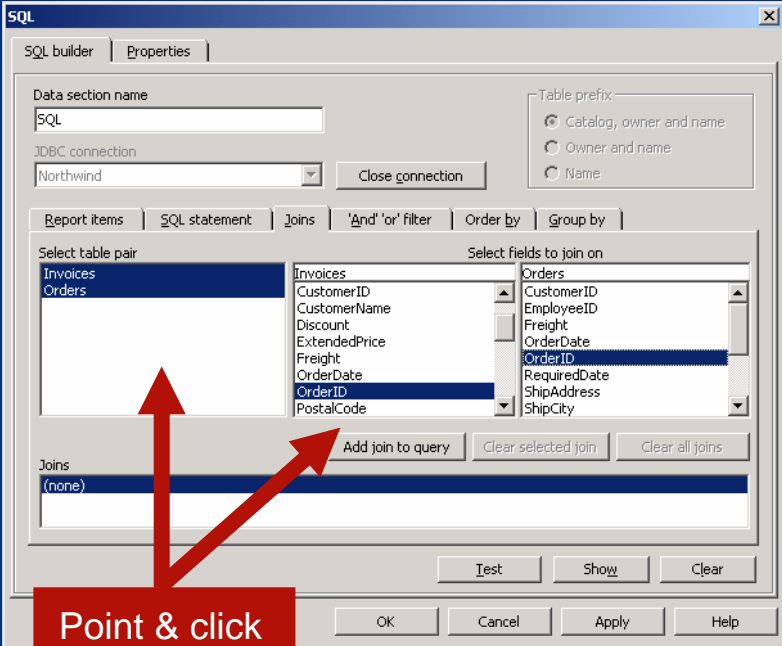 SQL
SQL builder
Properties
Data section name
SQL
Table prefix
Catalog, owner and name
Owner and name
Name
JDBC connection
Northwind
Close connection
Report items
SQL statement
Joins
'And' 'or' filter
Order by
Group by
Select table pair
Select fields to join on
Invoices
Orders
Invoices
CustomerID
CustomerName
Discount
ExtendedPrice
Freight
OrderDate
OrderID
PostalCode
Orders
CustomerID
EmployeeID
Freight
OrderDate
OrderID
RequiredDate
ShipAddress
ShipCity
Add join to query
Clear selected join
Clear all joins
Joins
(none)
Test
Show
Clear
Point & click
OK
Cancel
Apply
Help